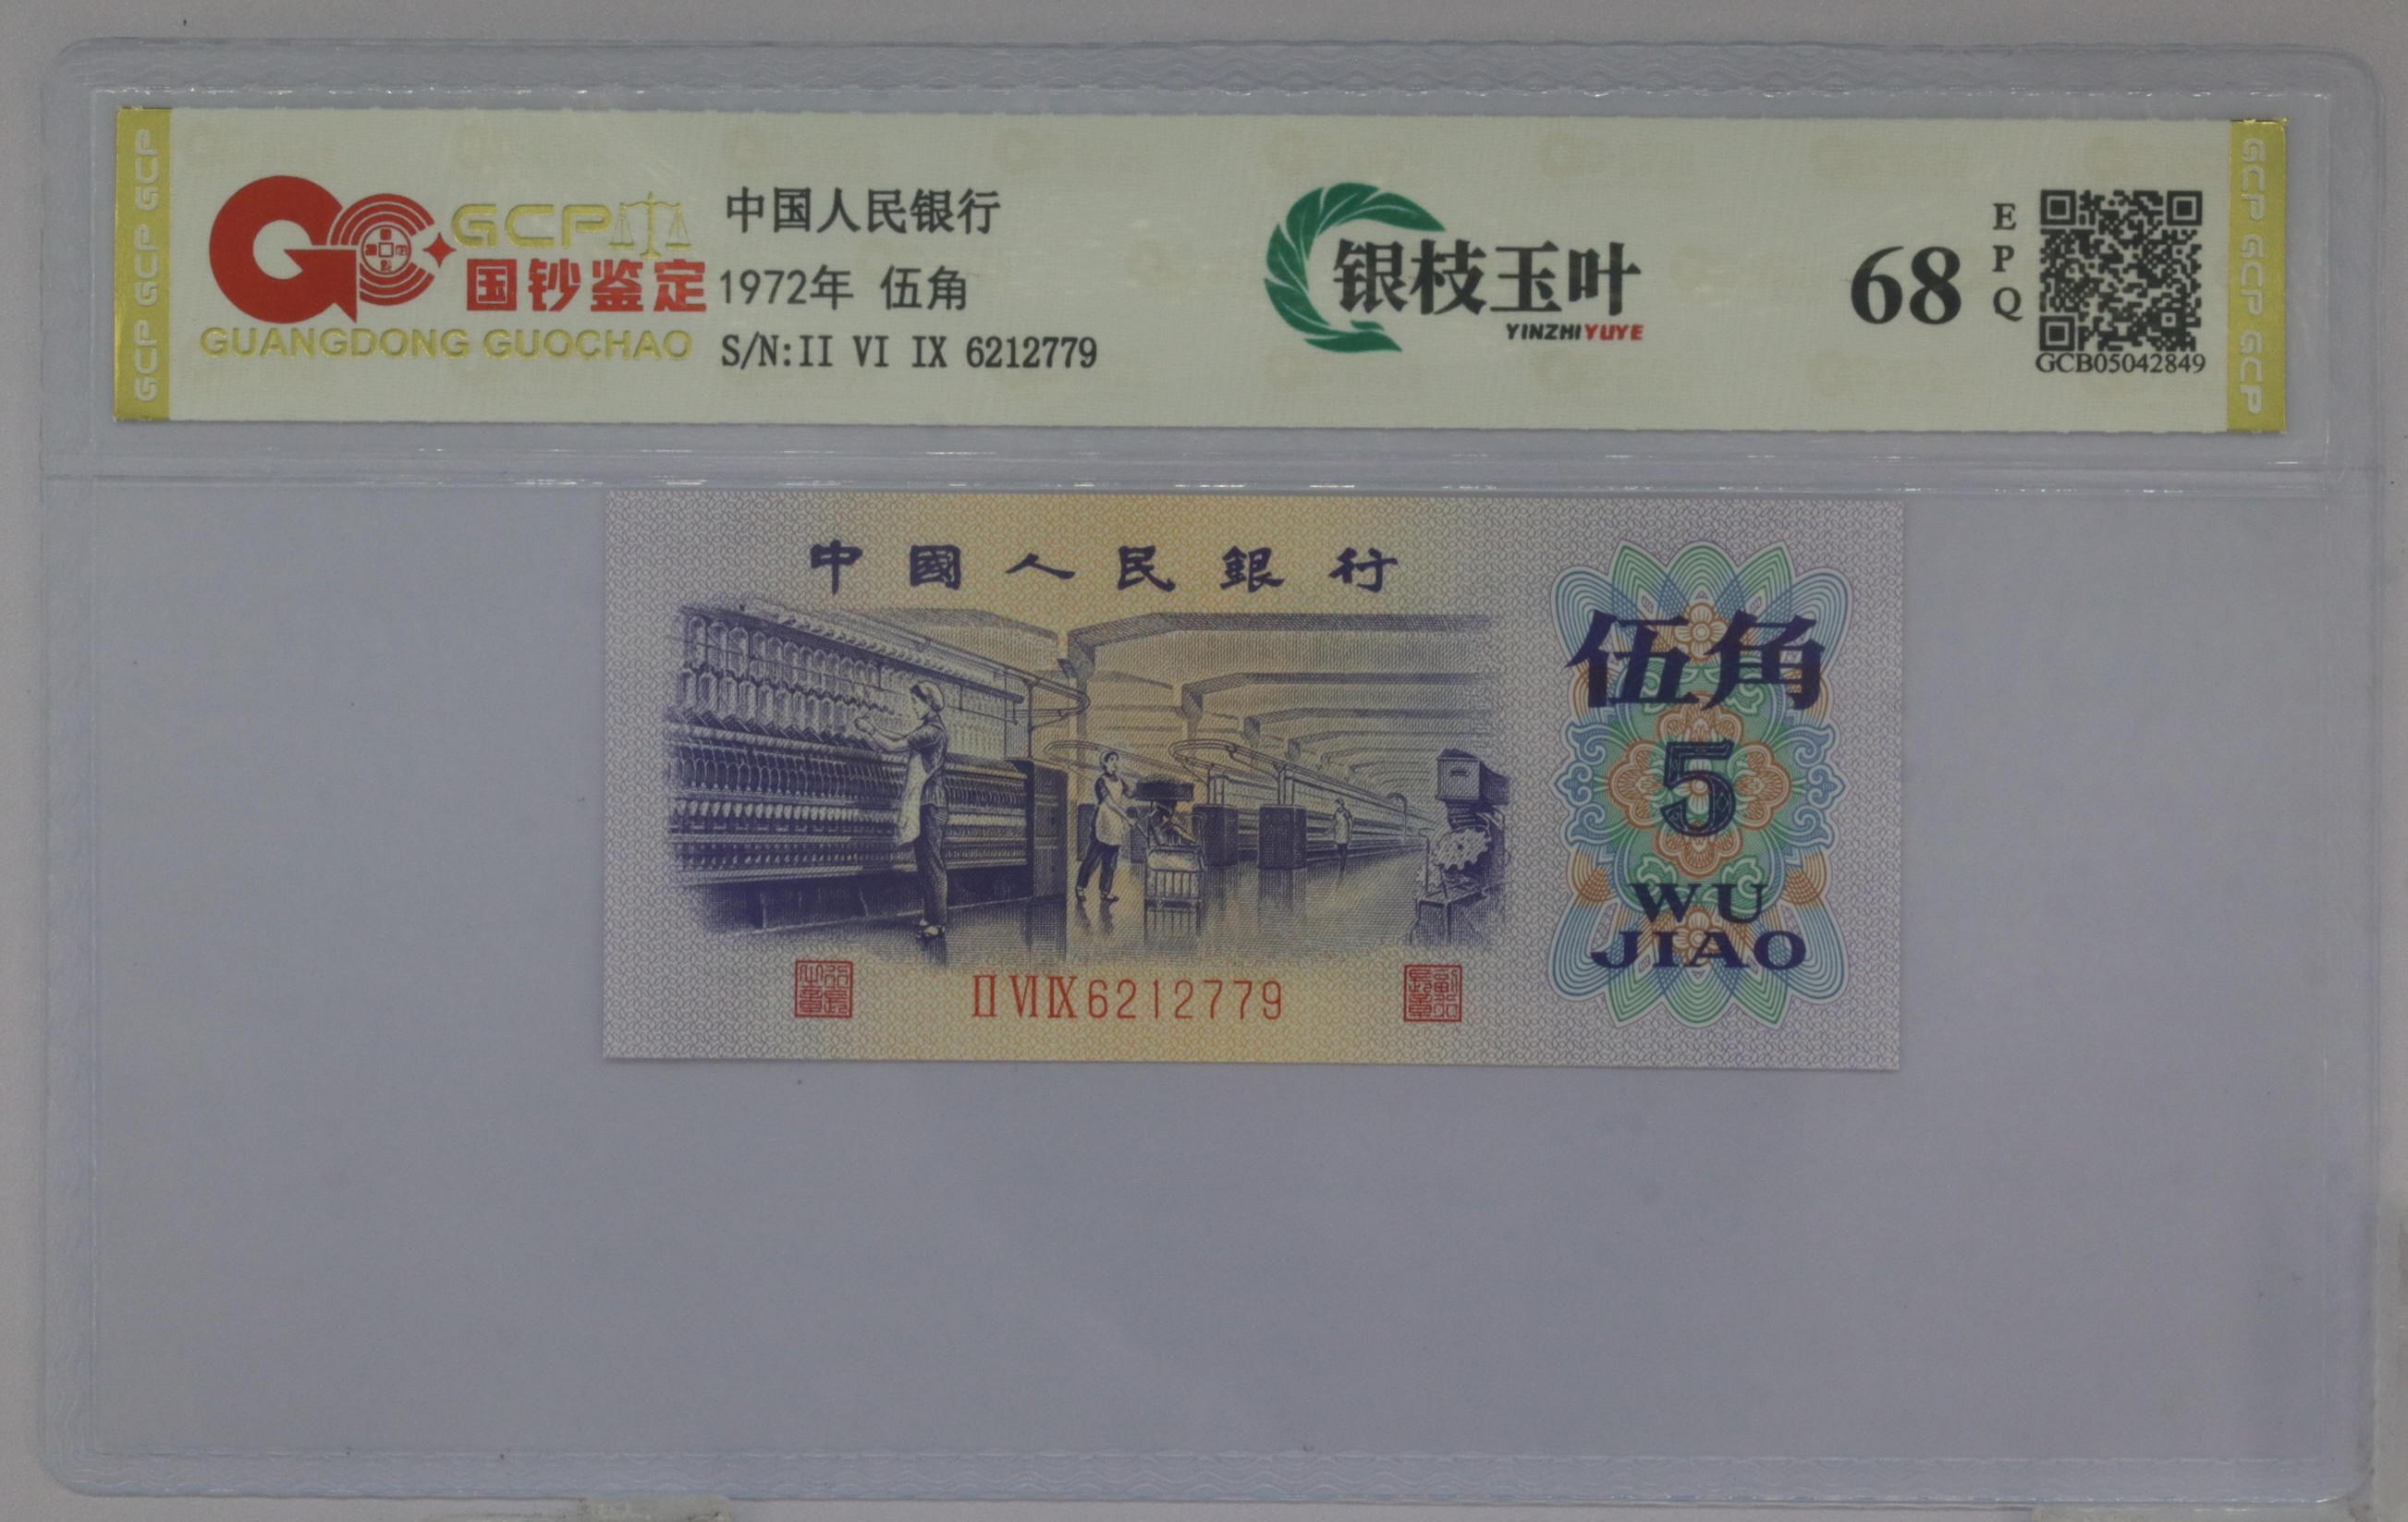 GCP GCP GCP
GCP
国钞鉴定
GUANGDONG GUOCHAO
中国人民银行
1972年 伍角
S/N:II VI IX 6212779
银枝玉叶
YINZHIYUYE
68
EPQ
GCB05042849
GCP GCP GCP
中國人民銀行
伍角
5
WU
JIAO
II VI IX 6212779